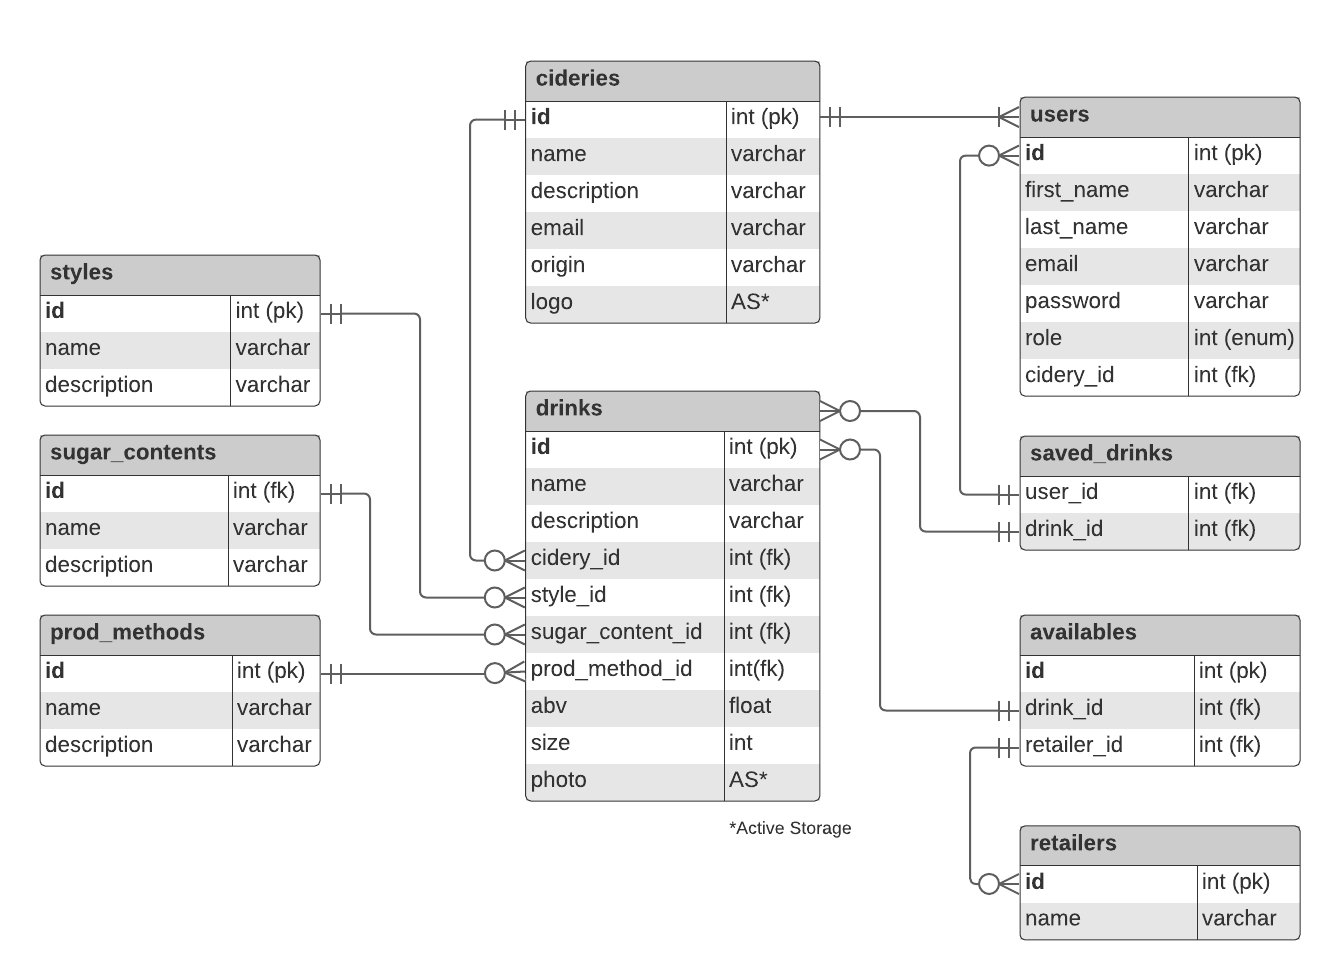 cideries
id int (pk)
name varchar
description varchar
email varchar
origin varchar
logo AS*
users
id int (pk)
first_name varchar
last_name varchar
email varchar
password varchar
role int (enum)
cidery_id int (fk)
styles
id int (pk)
name varchar
description varchar
drinks
id int (pk)
name varchar
description varchar
cidery_id int (fk)
style_id int (fk)
sugar_content_id int (fk)
prod_method_id int(fk)
abv float
size int
photo AS*
*Active Storage
sugar_contents
id int (fk)
name varchar
description varchar
saved_drinks
user_id int (fk)
drink_id int (fk)
prod_methods
id int (pk)
name varchar
description varchar
availables
id int (pk)
drink_id int (fk)
retailer_id int (fk)
retailers
id int (pk)
name varchar